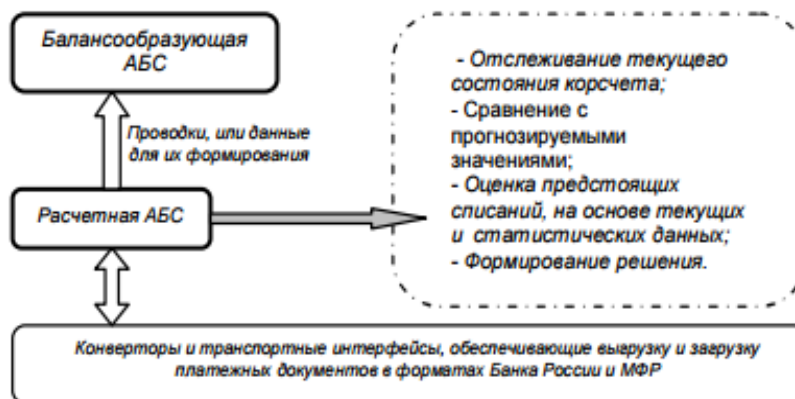 Балансообразующая
АБС
Проводки, или данные
для их формирования
Расчетная АБС
- Отслеживание текущего
состояния корсчета;
- Сравнение с
прогнозируемыми
значениями;
- Оценка предстоящих
списаний, на основе текущих
и статистических данных;
- Формирование решения.
Конверторы и транспортные интерфейсы, обеспечивающие выгрузку и загрузку
платежных документов в форматах Банка России и МФР